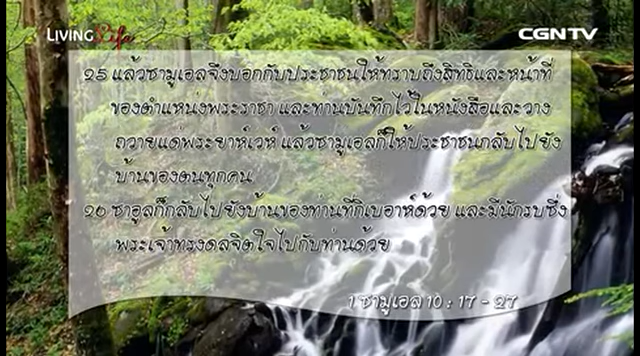 LIVING Life
CGNTV
25 แล้วซามูเอลจึงบอกกับประชาชนให้ทราบถึงสิทธิและหน้าที่
ของตำแหน่งพระราชา และท่านบันทึกไว้ในหนังสือและวาง
ถวายแด่พระยาห์เวห์ แล้วซามูเอลก็ให้ประชาชนกลับไปยัง
บ้านของตนทุกคน
26 ซาอูลก็กลับไปยังบ้านของท่านที่กิเบอาห์ด้วย และมีนักรบซึ่ง
พระเจ้าทรงดลจิตใจไปกับท่านด้วย
1 ซามูเอล 10 : 17 - 27